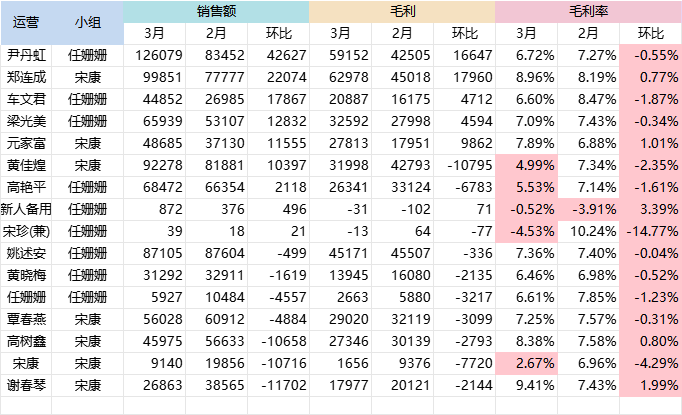 运营 小组 销售额 毛利 毛利率
3月 2月 环比 3月 2月 环比 3月 2月 环比
尹丹虹 任姗姗 126079 83452 42627 59152 42505 16647 6.72% 7.27% -0.55%
郑连成 宋康 99851 77777 22074 62978 45018 17960 8.96% 8.19% 0.77%
车文君 任姗姗 44852 26985 17867 20887 16175 4712 6.60% 8.47% -1.87%
梁光美 任姗姗 65939 53107 12832 32592 27998 4594 7.09% 7.43% -0.34%
元家富 宋康 48685 37130 11555 27813 17951 9862 7.89% 6.88% 1.01%
黄佳煌 宋康 92278 81881 10397 31998 42793 -10795 4.99% 7.34% -2.35%
高艳平 任姗姗 68472 66354 2118 26341 33124 -6783 5.53% 7.14% -1.61%
新人备用 任姗姗 872 376 496 -31 -102 71 -0.52% -3.91% 3.39%
宋珍(兼) 任姗姗 39 18 21 -13 64 -77 -4.53% 10.24% -14.77%
姚述安 任姗姗 87105 87604 -499 45171 45507 -336 7.36% 7.40% -0.04%
黄晓梅 任姗姗 31292 32911 -1619 13945 16080 -2135 6.46% 6.98% -0.52%
任姗姗 任姗姗 5927 10484 -4557 2663 5880 -3217 6.61% 7.85% -1.23%
覃春燕 宋康 56028 60912 -4884 29020 32119 -3099 7.25% 7.57% -0.31%
高树鑫 宋康 45975 56633 -10658 27346 30139 -2793 8.38% 7.58% 0.80%
宋康 宋康 9140 19856 -10716 1656 9376 -7720 2.67% 6.96% -4.29%
谢春琴 宋康 26863 38565 -11702 17977 20121 -2144 9.41% 7.43% 1.99%